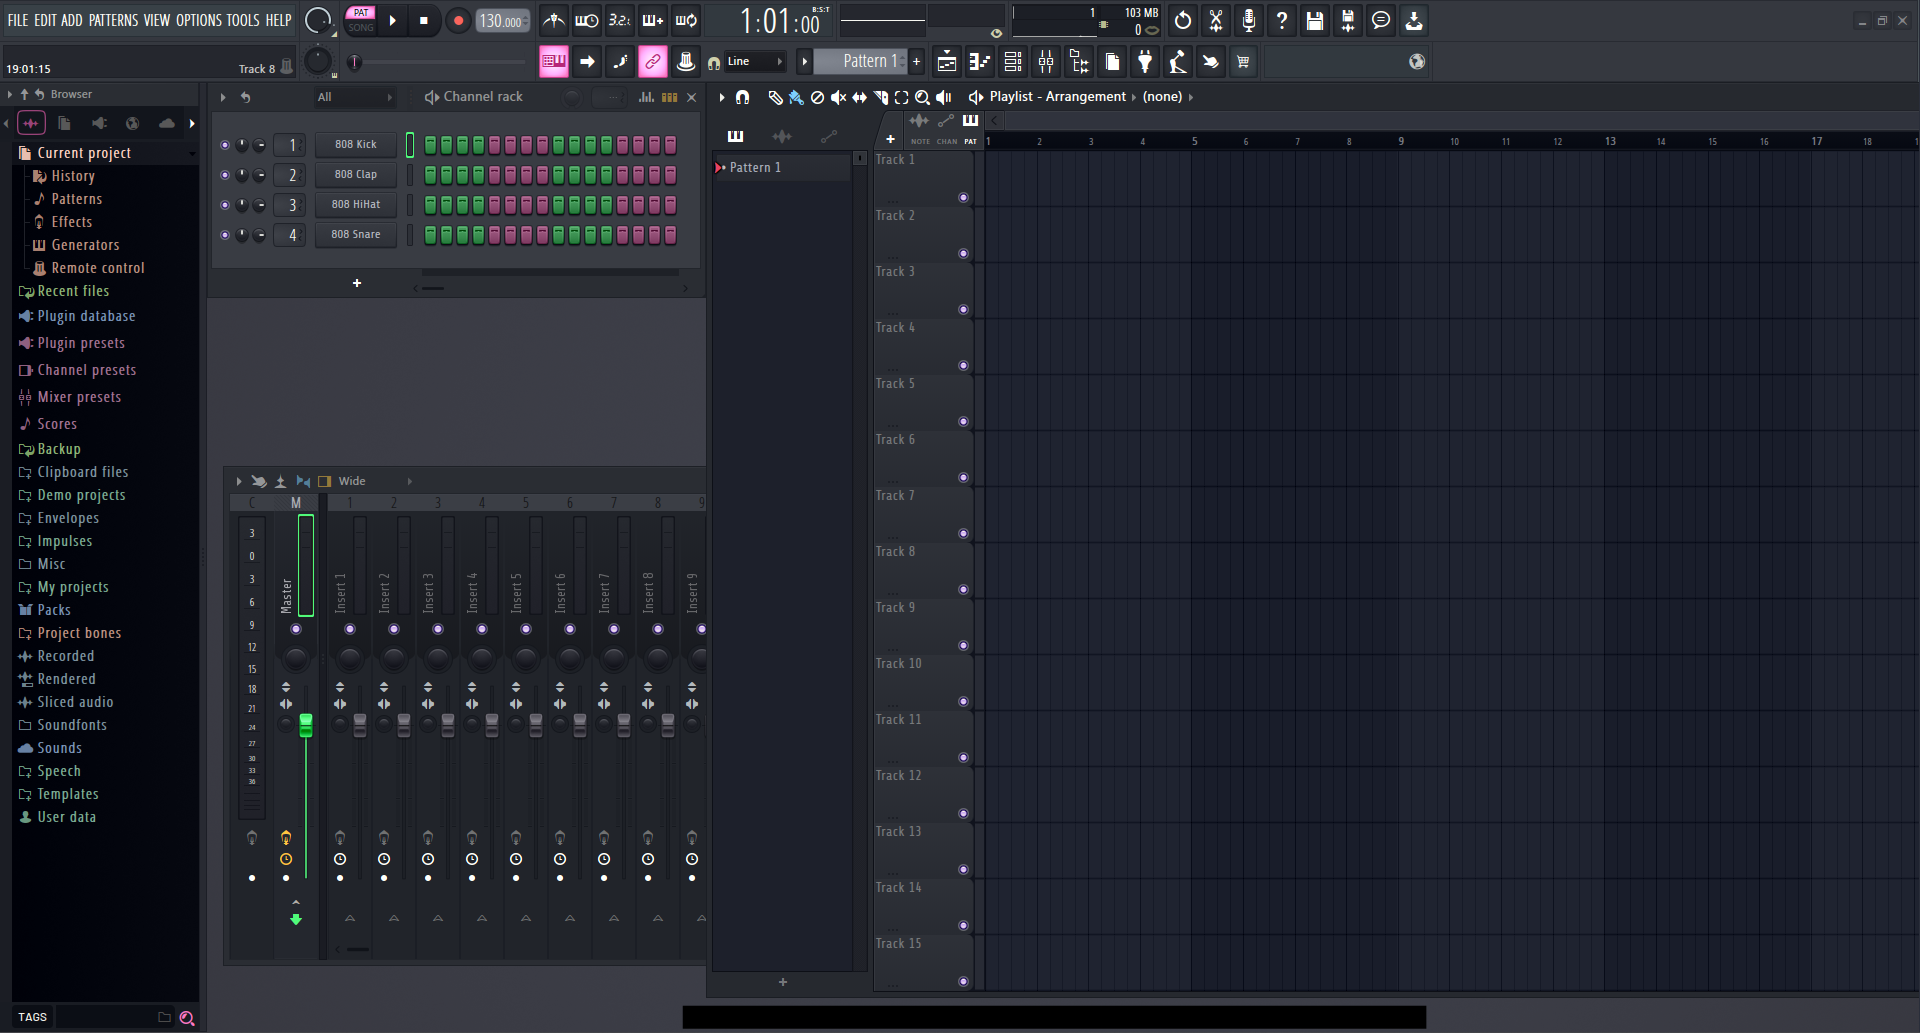 FILE EDIT ADD PATTERNS VIEW OPTIONS TOOLS HELP
PAT
SONG
130.000
3.2.
1:01:00
B:S:T
1
103 MB
0
19:01:15
Track 8
Line
Pattern 1
+
Browser
All
Channel rack
Playlist - Arrangement
(none)
Current project
History
Patterns
Effects
Generators
Remote control
Recent files
Plugin database
Plugin presets
Channel presets
Mixer presets
Scores
Backup
Clipboard files
Demo projects
Envelopes
Impulses
Misc
My projects
Packs
Project bones
Recorded
Rendered
Sliced audio
Soundfonts
Sounds
Speech
Templates
User data
TAGS
1 808 Kick
2 808 Clap
3 808 HiHat
4 808 Snare
+
Wide
C M 1 2 3 4 5 6 7 8 9
3
0
3
6
9
12
15
18
21
24
27
30
33
36
Master
Insert 1
Insert 2
Insert 3
Insert 4
Insert 5
Insert 6
Insert 7
Insert 8
Insert 9
Pattern 1
+
+
NOTE CHAN PAT
1 2 3 4 5 6 7 8 9 10 11 12 13 14 15 16 17 18
Track 1
Track 2
Track 3
Track 4
Track 5
Track 6
Track 7
Track 8
Track 9
Track 10
Track 11
Track 12
Track 13
Track 14
Track 15